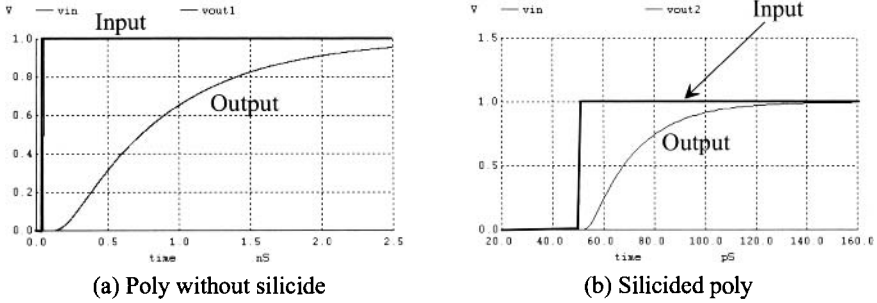 ∇ — vin — vout1
Input
1.0
0.8
0.6
0.4
0.2
0.0
Output
0.0 0.5 1.0 1.5 2.0 2.5
time nS
(a) Poly without silicide
∇ — vin — vout2
Input
1.5
1.0
0.5
0.0
Output
20.0 40.0 60.0 80.0 100.0 120.0 140.0 160.0
time pS
(b) Silicided poly